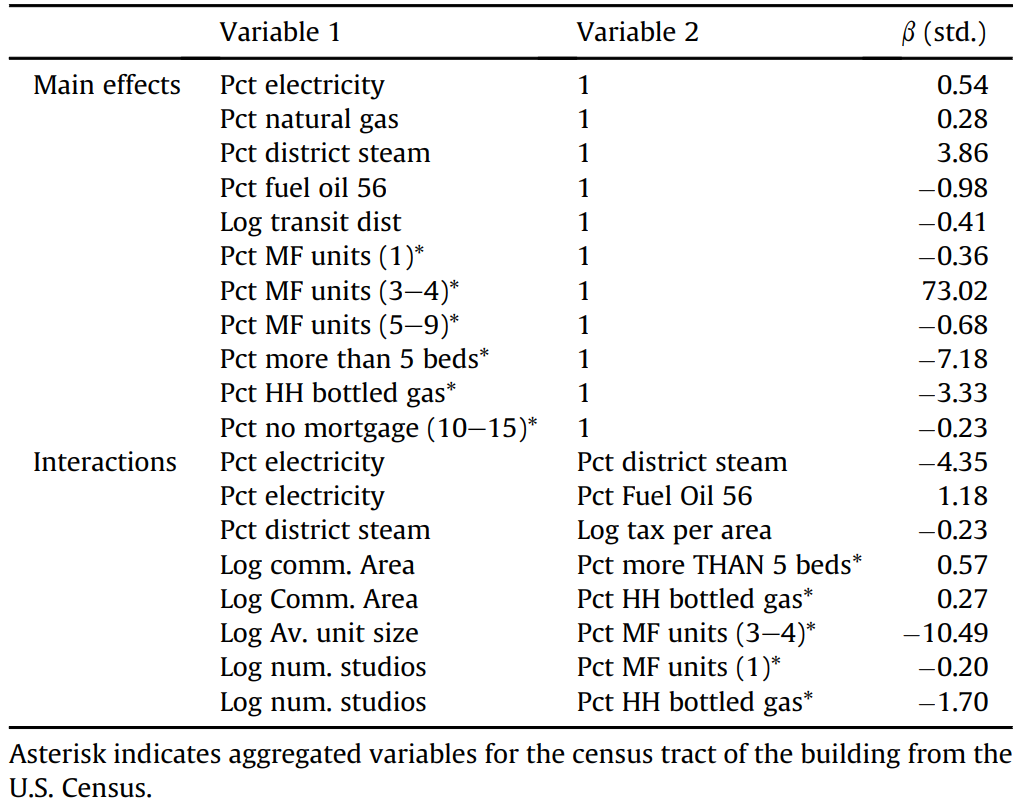 Variable 1 Variable 2 β (std.)
Main effects Pct electricity 1 0.54
Pct natural gas 1 0.28
Pct district steam 1 3.86
Pct fuel oil 56 1 −0.98
Log transit dist 1 −0.41
Pct MF units (1)* 1 −0.36
Pct MF units (3−4)* 1 73.02
Pct MF units (5−9)* 1 −0.68
Pct more than 5 beds* 1 −7.18
Pct HH bottled gas* 1 −3.33
Pct no mortgage (10−15)* 1 −0.23
Interactions Pct electricity Pct district steam −4.35
Pct electricity Pct Fuel Oil 56 1.18
Pct district steam Log tax per area −0.23
Log comm. Area Pct more THAN 5 beds* 0.57
Log Comm. Area Pct HH bottled gas* 0.27
Log Av. unit size Pct MF units (3−4)* −10.49
Log num. studios Pct MF units (1)* −0.20
Log num. studios Pct HH bottled gas* −1.70
Asterisk indicates aggregated variables for the census tract of the building from the
U.S. Census.